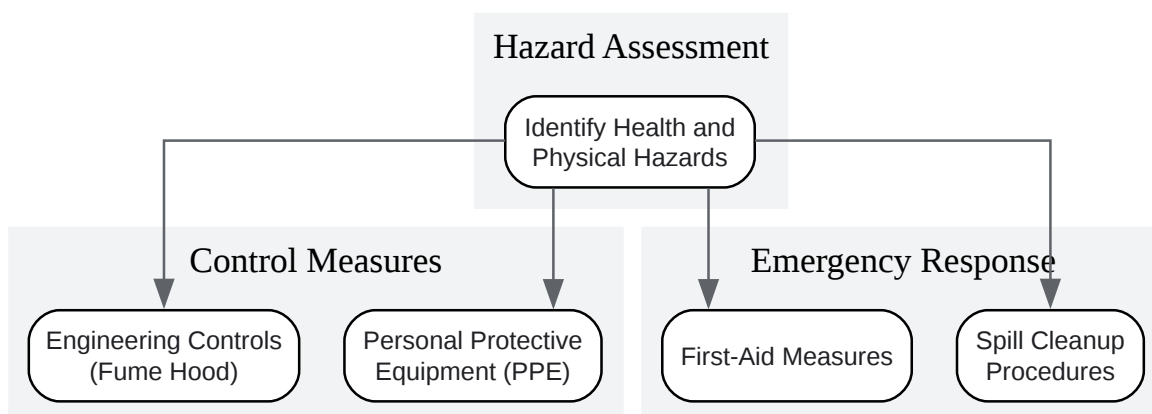 Hazard Assessment
Identify Health and
Physical Hazards
Control Measures
Emergency Response
Engineering Controls
(Fume Hood)
Personal Protective
Equipment (PPE)
First-Aid Measures
Spill Cleanup
Procedures